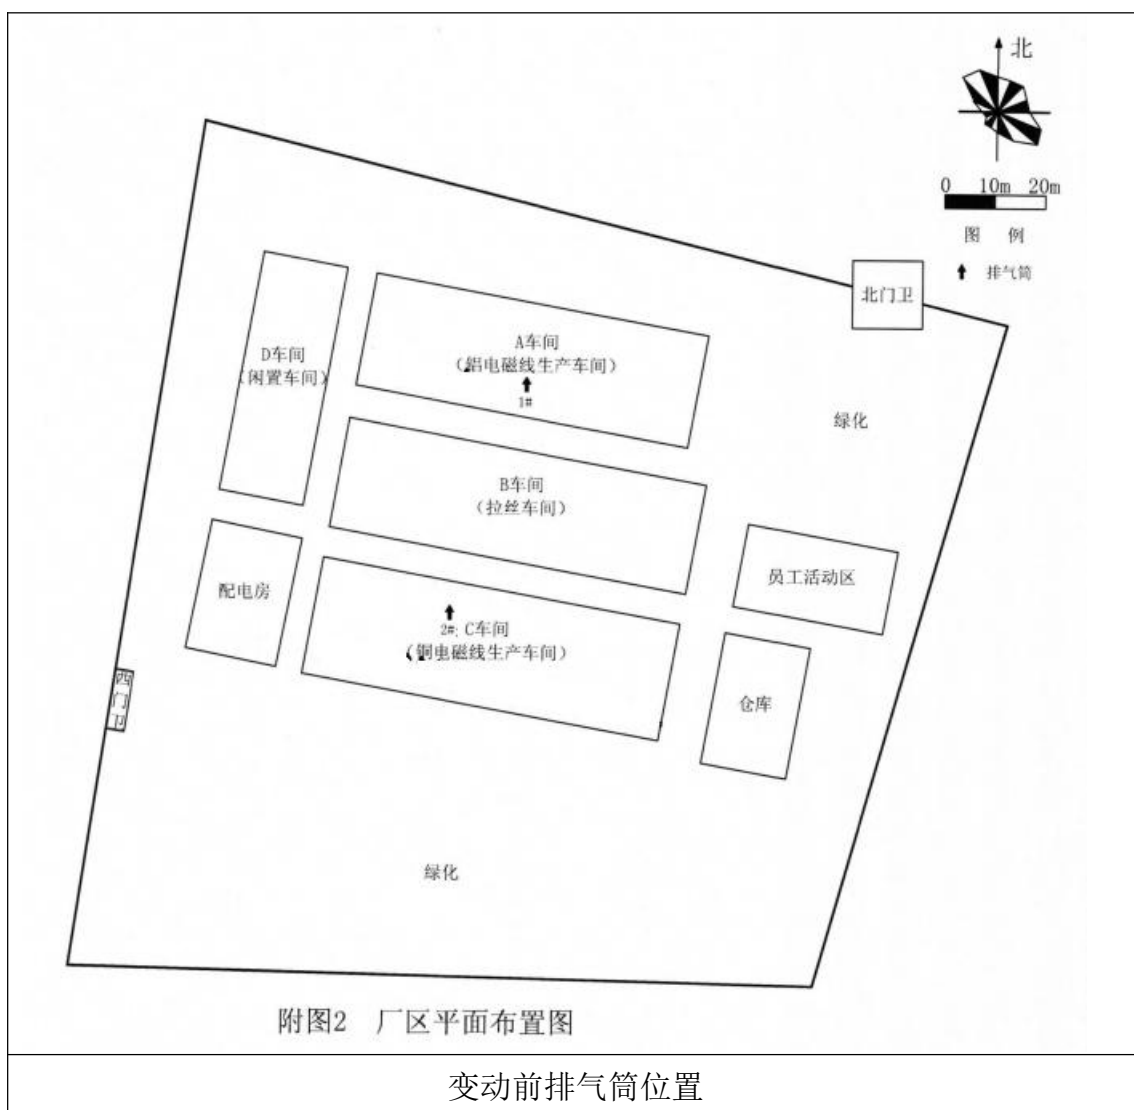 北
0 10m 20m
图 例
排气筒
北门卫
A车间
(铝电磁线生产车间)
1#
D车间
(闲置车间)
绿化
B车间
(拉丝车间)
员工活动区
配电房
2#: C车间
(铜电磁线生产车间)
西
门
卫
仓库
绿化
附图2 厂区平面布置图
变动前排气筒位置